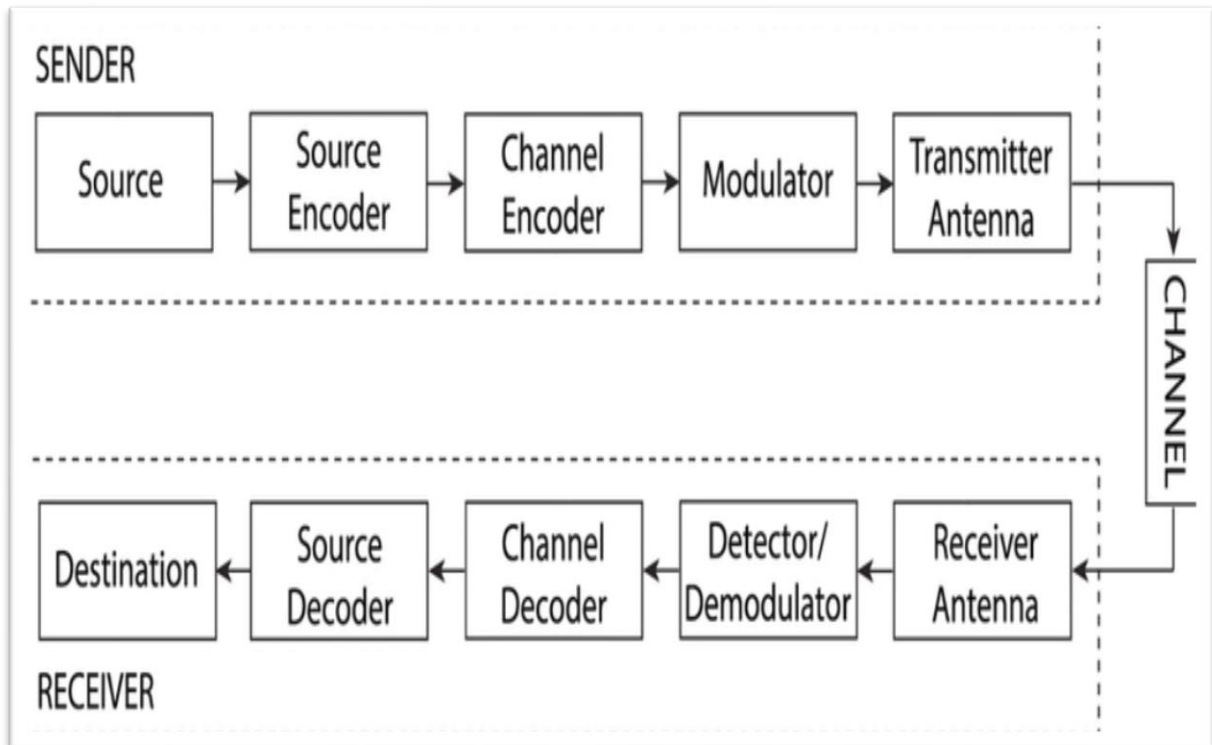 SENDER
Source
Source
Encoder
Channel
Encoder
Modulator
Transmitter
Antenna
CHANNEL
Destination
Source
Decoder
Channel
Decoder
Detector/
Demodulator
Receiver
Antenna
RECEIVER